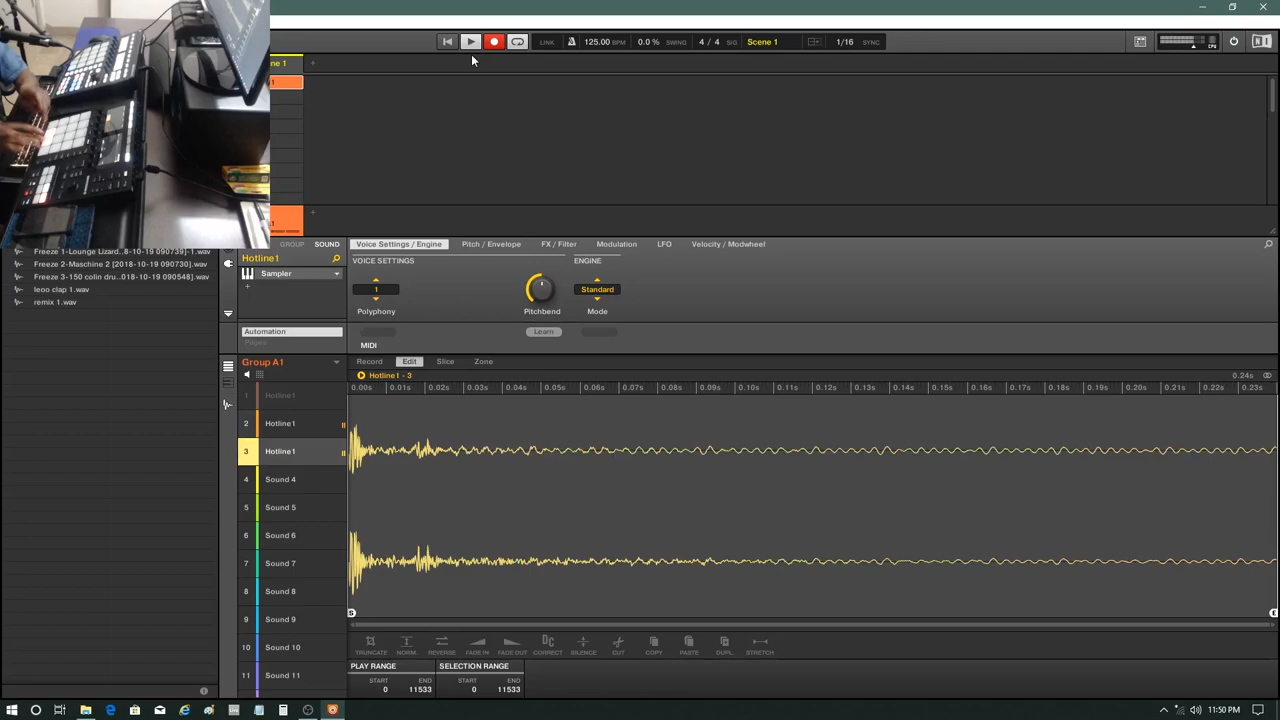 LINK 125.00 BPM 0.0 % SWING 4 / 4 SIG Scene 1 1/16 SYNC
CPU
ne 1 +
1
+
1
GROUP SOUND Voice Settings / Engine Pitch / Envelope FX / Filter Modulation LFO Velocity / Modwheel
Freeze 1-Lounge Lizard...8-10-19 090739]-1.wav
Freeze 2-Maschine 2 [2018-10-19 090730].wav
Freeze 3-150 colin dru...018-10-19 090548].wav
leoo clap 1.wav
remix 1.wav
Hotline1
Sampler
+
VOICE SETTINGS ENGINE
1 Standard
Polyphony Pitchbend Mode
Automation Learn
Pages MIDI
Group A1 Record Edit Slice Zone
Hotline1 - 3 0.24s
0.00s 0.01s 0.02s 0.03s 0.04s 0.05s 0.06s 0.07s 0.08s 0.09s 0.10s 0.11s 0.12s 0.13s 0.14s 0.15s 0.16s 0.17s 0.18s 0.19s 0.20s 0.21s 0.22s 0.23s
1 Hotline1
2 Hotline1
3 Hotline1
4 Sound 4
5 Sound 5
6 Sound 6
7 Sound 7
8 Sound 8
9 Sound 9
10 Sound 10
11 Sound 11
S E
TRUNCATE NORM. REVERSE FADE IN FADE OUT CORRECT SILENCE CUT COPY PASTE DUPL. STRETCH
DC
PLAY RANGE SELECTION RANGE
START END START END
0 11533 0 11533
Live
11:50 PM